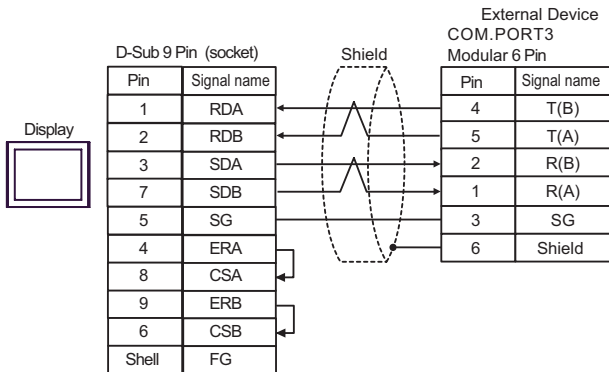 External Device
COM.PORT3
D-Sub 9 Pin (socket) Shield Modular 6 Pin
Pin Signal name Pin Signal name
1 RDA 4 T(B)
Display 2 RDB 5 T(A)
3 SDA 2 R(B)
7 SDB 1 R(A)
5 SG 3 SG
4 ERA 6 Shield
8 CSA
9 ERB
6 CSB
Shell FG